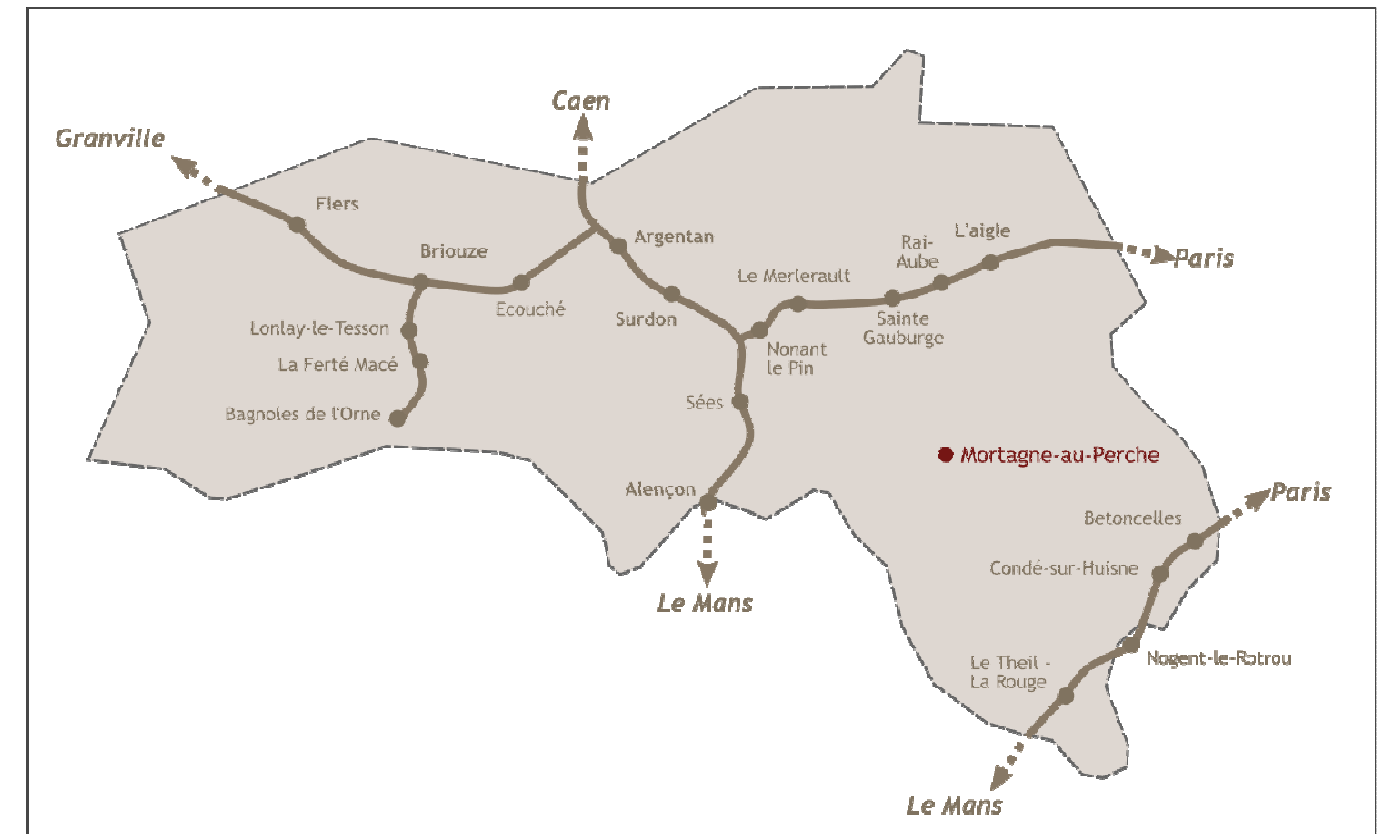 Caen
Granville
Flers
L'aigle
Argentan
Rai-
Aube
Briouze
Paris
Le Merlerault
Ecouché
Surdon
Sainte
Gauburge
Lonlay-le-Tesson
Nonant
le Pin
La Ferté Macé
Sées
Bagnoles de l'Orne
Mortagne-au-Perche
Alençon
Paris
Betoncelles
Condé-sur-Huisne
Le Mans
Nogent-le-Rotrou
Le Theil -
La Rouge
Le Mans